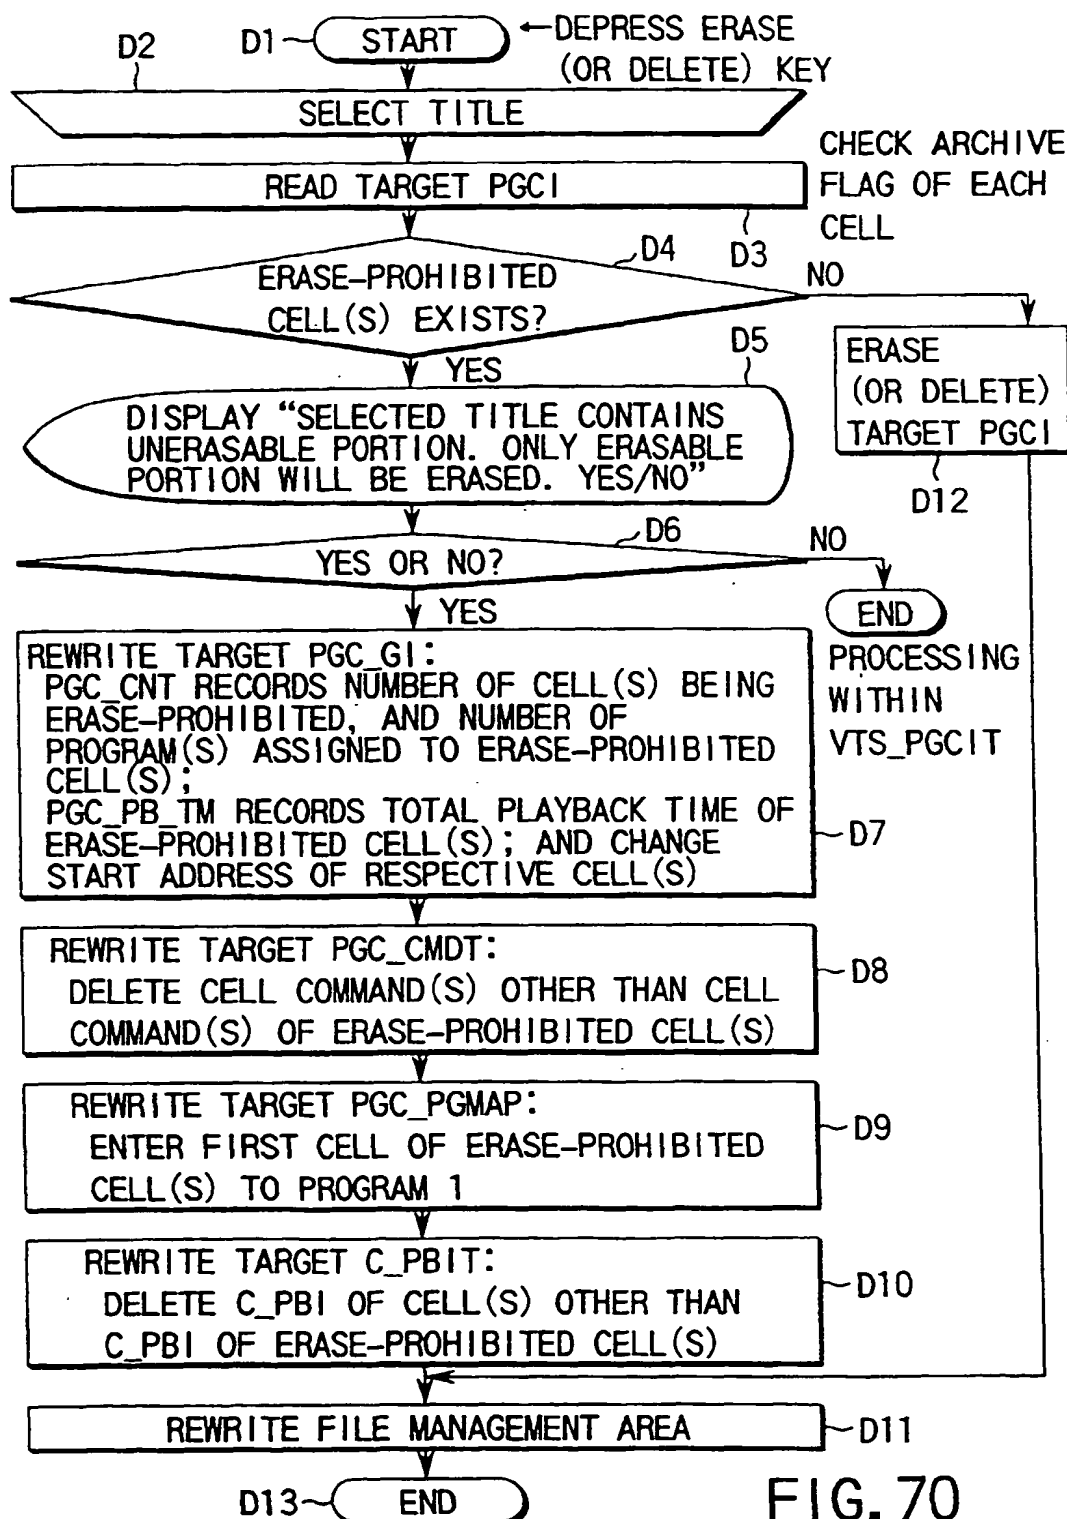 D1
START
←DEPRESS ERASE
(OR DELETE) KEY
D2
SELECT TITLE
READ TARGET PGCI
D3
CHECK ARCHIVE
FLAG OF EACH
CELL
D4
ERASE-PROHIBITED
CELL(S) EXISTS?
NO
YES
ERASE
(OR DELETE)
TARGET PGCI
D12
D5
DISPLAY “SELECTED TITLE CONTAINS
UNERASABLE PORTION. ONLY ERASABLE
PORTION WILL BE ERASED. YES/NO”
D6
YES OR NO?
NO
YES
END
PROCESSING
WITHIN
VTS_PGCIT
REWRITE TARGET PGC_GI:
PGC_CNT RECORDS NUMBER OF CELL(S) BEING
ERASE-PROHIBITED, AND NUMBER OF
PROGRAM(S) ASSIGNED TO ERASE-PROHIBITED
CELL(S);
PGC_PB_TM RECORDS TOTAL PLAYBACK TIME OF
ERASE-PROHIBITED CELL(S); AND CHANGE
START ADDRESS OF RESPECTIVE CELL(S)
D7
REWRITE TARGET PGC_CMDT:
DELETE CELL COMMAND(S) OTHER THAN CELL
COMMAND(S) OF ERASE-PROHIBITED CELL(S)
D8
REWRITE TARGET PGC_PGMAP:
ENTER FIRST CELL OF ERASE-PROHIBITED
CELL(S) TO PROGRAM 1
D9
REWRITE TARGET C_PBIT:
DELETE C_PBI OF CELL(S) OTHER THAN
C_PBI OF ERASE-PROHIBITED CELL(S)
D10
REWRITE FILE MANAGEMENT AREA
D11
D13
END
FIG. 70